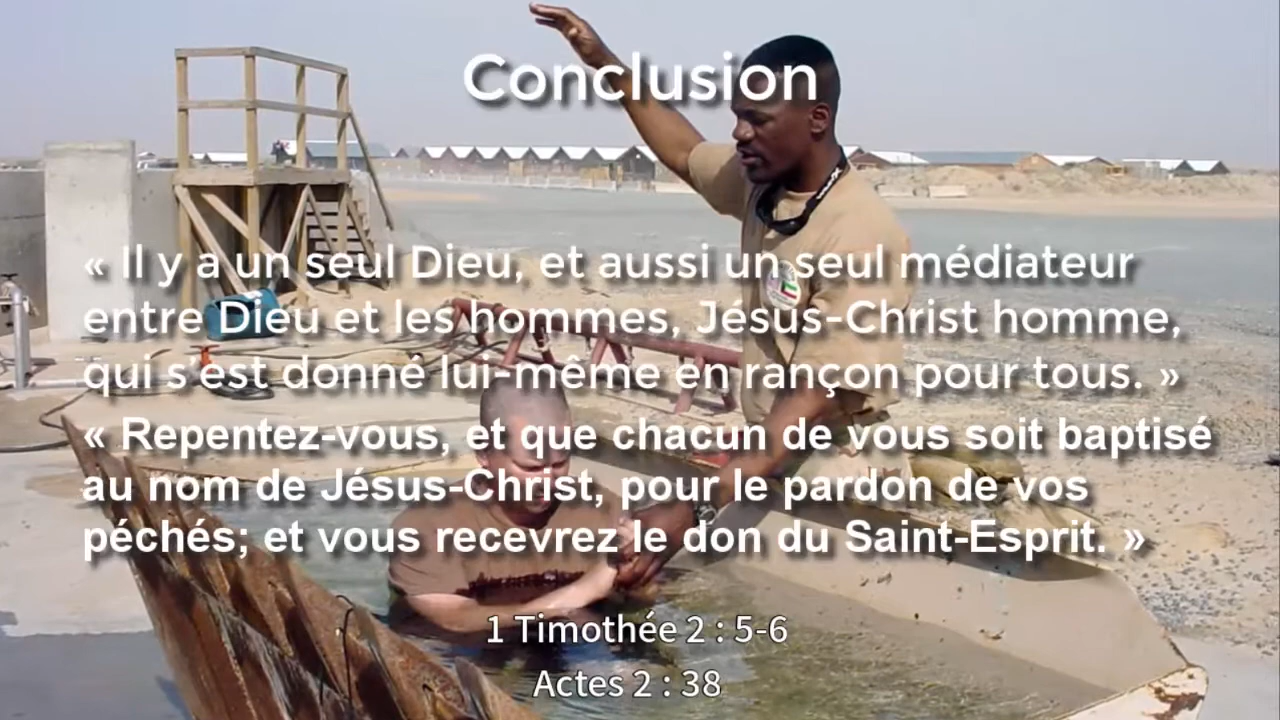 Conclusion
« Il y a un seul Dieu, et aussi un seul médiateur
entre Dieu et les hommes, Jésus-Christ homme,
qui s'est donné lui-même en rançon pour tous. »
« Repentez-vous, et que chacun de vous soit baptisé
au nom de Jésus-Christ, pour le pardon de vos
péchés; et vous recevrez le don du Saint-Esprit. »
1 Timothée 2 : 5-6
Actes 2 : 38